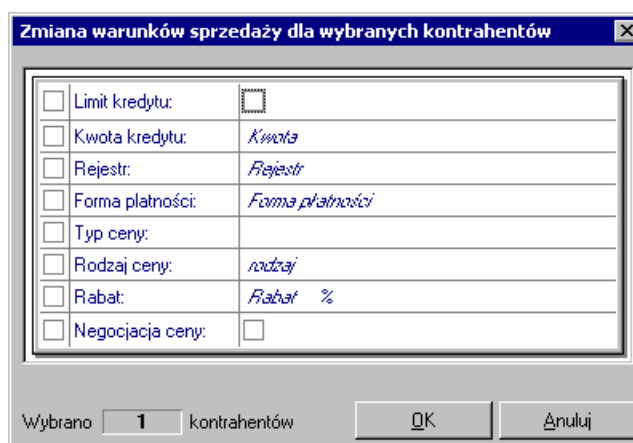 Zmiana warunków sprzedaży dla wybranych kontrahentów
Limit kredytu:
Kwota kredytu: Kwota
Rejestr: Rejestr
Forma płatności: Forma płatności
Typ ceny:
Rodzaj ceny: rodzaj
Rabat: Rabat %
Negocjacja ceny:
Wybrano 1 kontrahentów OK Anuluj